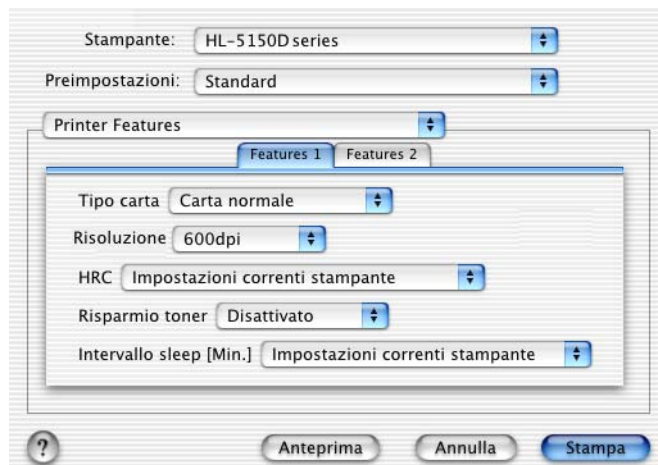 Stampante: HL-5150D series
Preimpostazioni: Standard
Printer Features
Features 1 Features 2
Tipo carta Carta normale
Risoluzione 600dpi
HRC Impostazioni correnti stampante
Risparmio toner Disattivato
Intervallo sleep [Min.] Impostazioni correnti stampante
? Anteprima Annulla Stampa